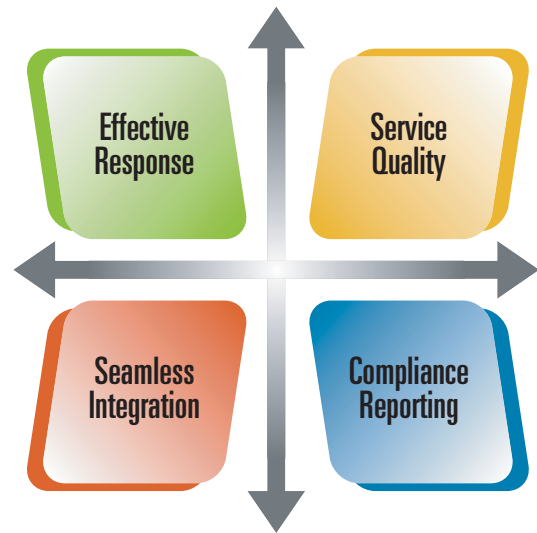 Effective
Response
Service
Quality
Seamless
Integration
Compliance
Reporting